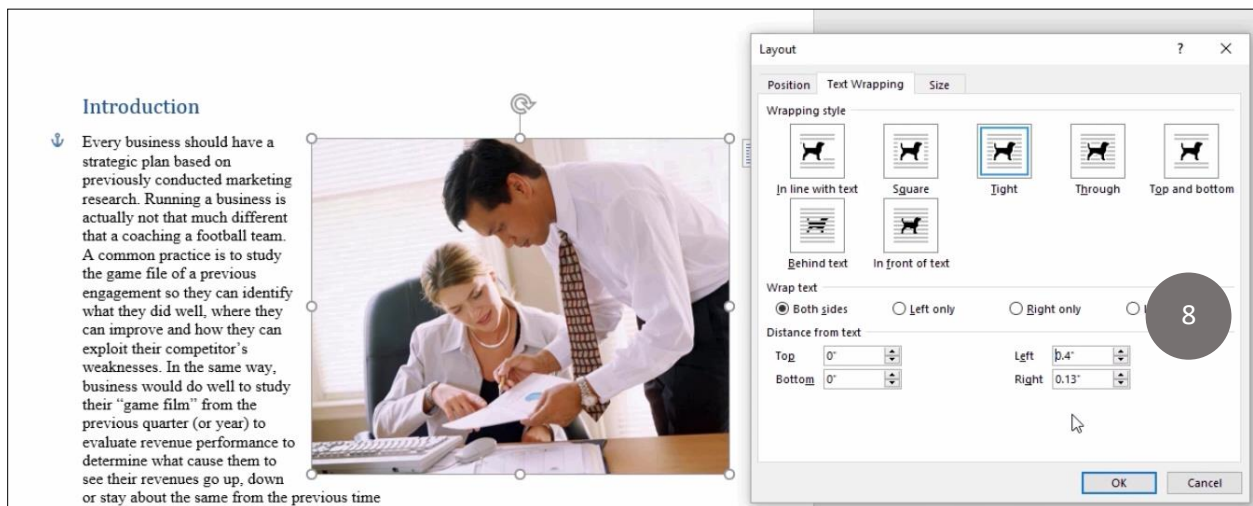 Introduction
Every business should have a
strategic plan based on
previously conducted marketing
research. Running a business is
actually not that much different
that a coaching a football team.
A common practice is to study
the game file of a previous
engagement so they can identify
what they did well, where they
can improve and how they can
exploit their competitor's
weaknesses. In the same way,
business would do well to study
their “game film” from the
previous quarter (or year) to
evaluate revenue performance to
determine what cause them to
see their revenues go up, down
or stay about the same from the previous time
Layout ? ×
Position Text Wrapping Size
Wrapping style
In line with text Square Tight Through Top and bottom
Behind text In front of text
Wrap text
Both sides Left only Right only
8
Distance from text
Top 0" Left 0.4"
Bottom 0" Right 0.13"
OK Cancel